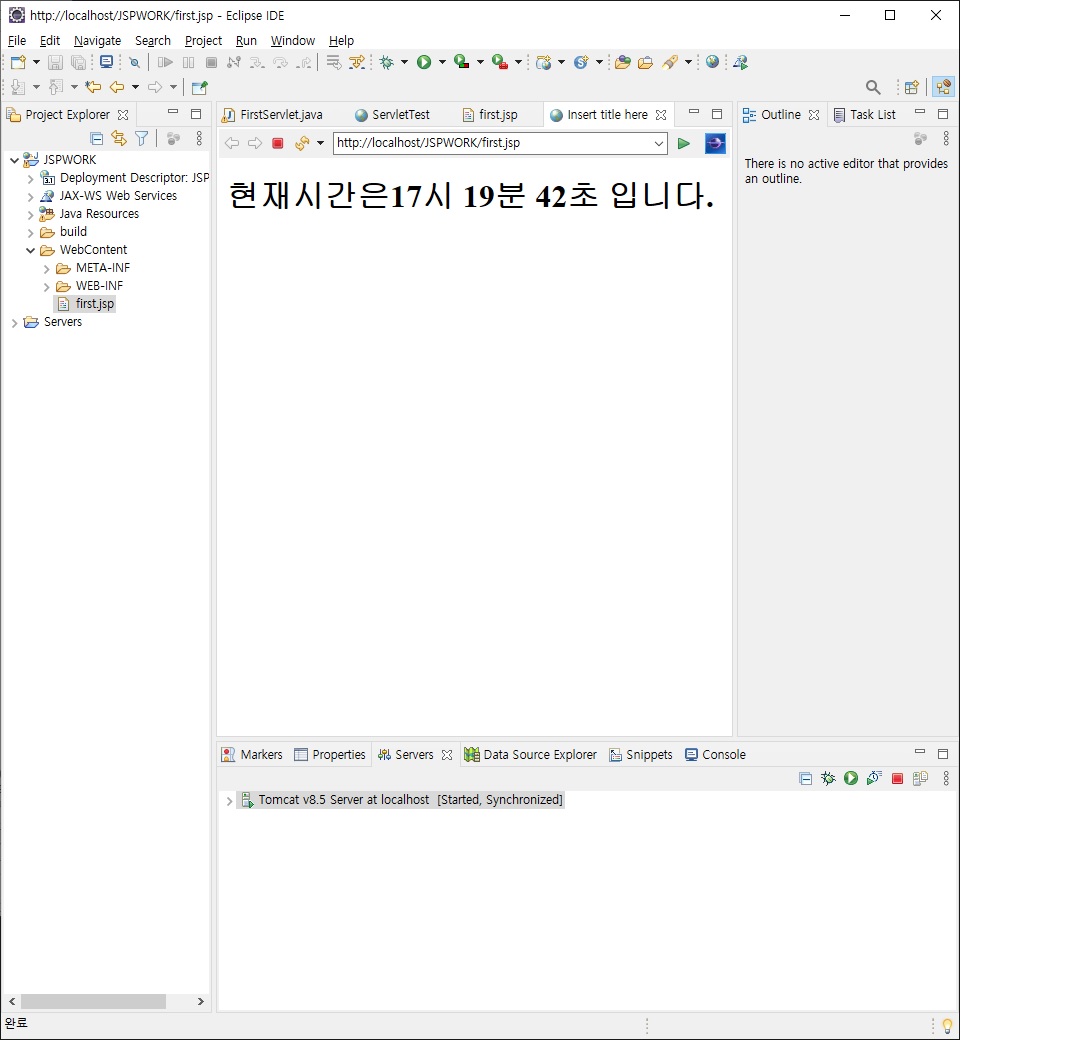 http://localhost/JSPWORK/first.jsp - Eclipse IDE
File Edit Navigate Search Project Run Window Help
Project Explorer
JSPWORK
Deployment Descriptor: JSP
JAX-WS Web Services
Java Resources
build
WebContent
META-INF
WEB-INF
first.jsp
Servers
FirstServlet.java ServletTest first.jsp Insert title here
http://localhost/JSPWORK/first.jsp
현재시간은17시 19분 42초 입니다.
Outline Task List
There is no active editor that provides
an outline.
Markers Properties Servers Data Source Explorer Snippets Console
Tomcat v8.5 Server at localhost [Started, Synchronized]
완료